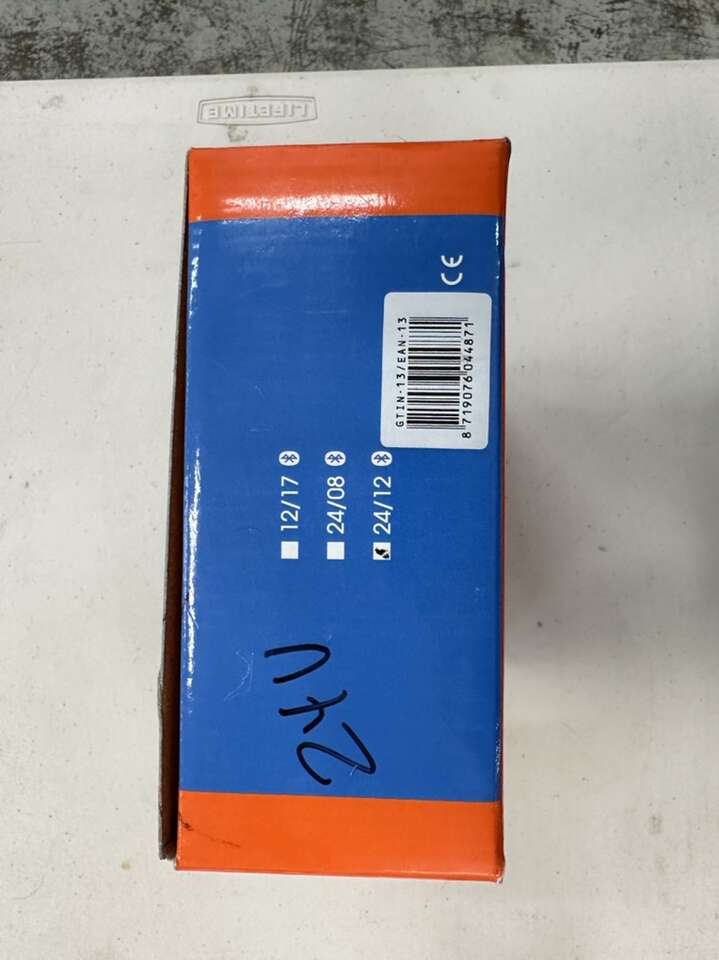 LIFETIME
CE
GTIN-13/EAN-13
8 719076 044871
12/17
24/08
24/12
24V